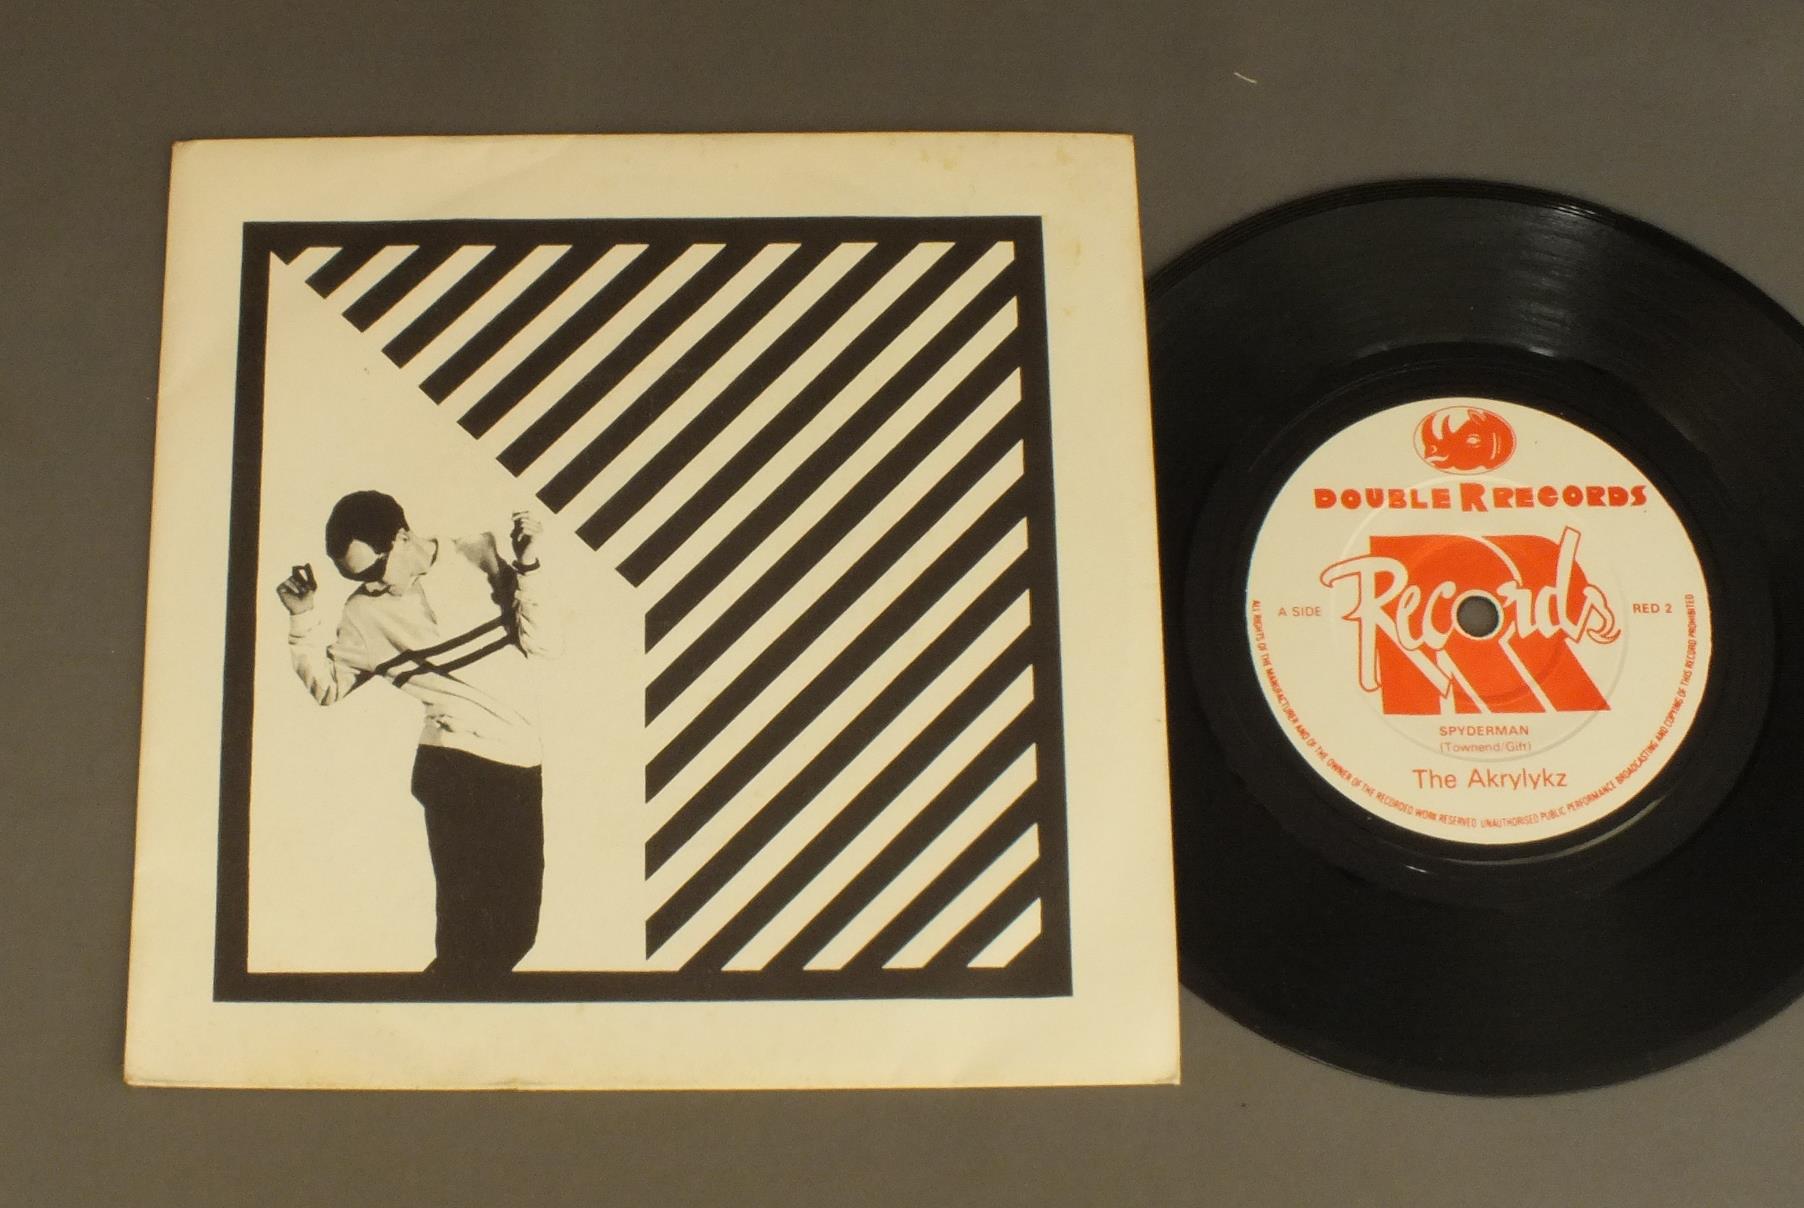 DOUBLE R RECORDS
Records
A SIDE
RED 2
SPYDERMAN
(Townend/Gift)
The Akrylykz
ALL RIGHTS OF THE MANUFACTURER AND OF THE OWNER OF THE RECORDED WORK RESERVED UNAUTHORISED PUBLIC PERFORMANCE BROADCASTING AND COPYING OF THIS RECORD PROHIBITED